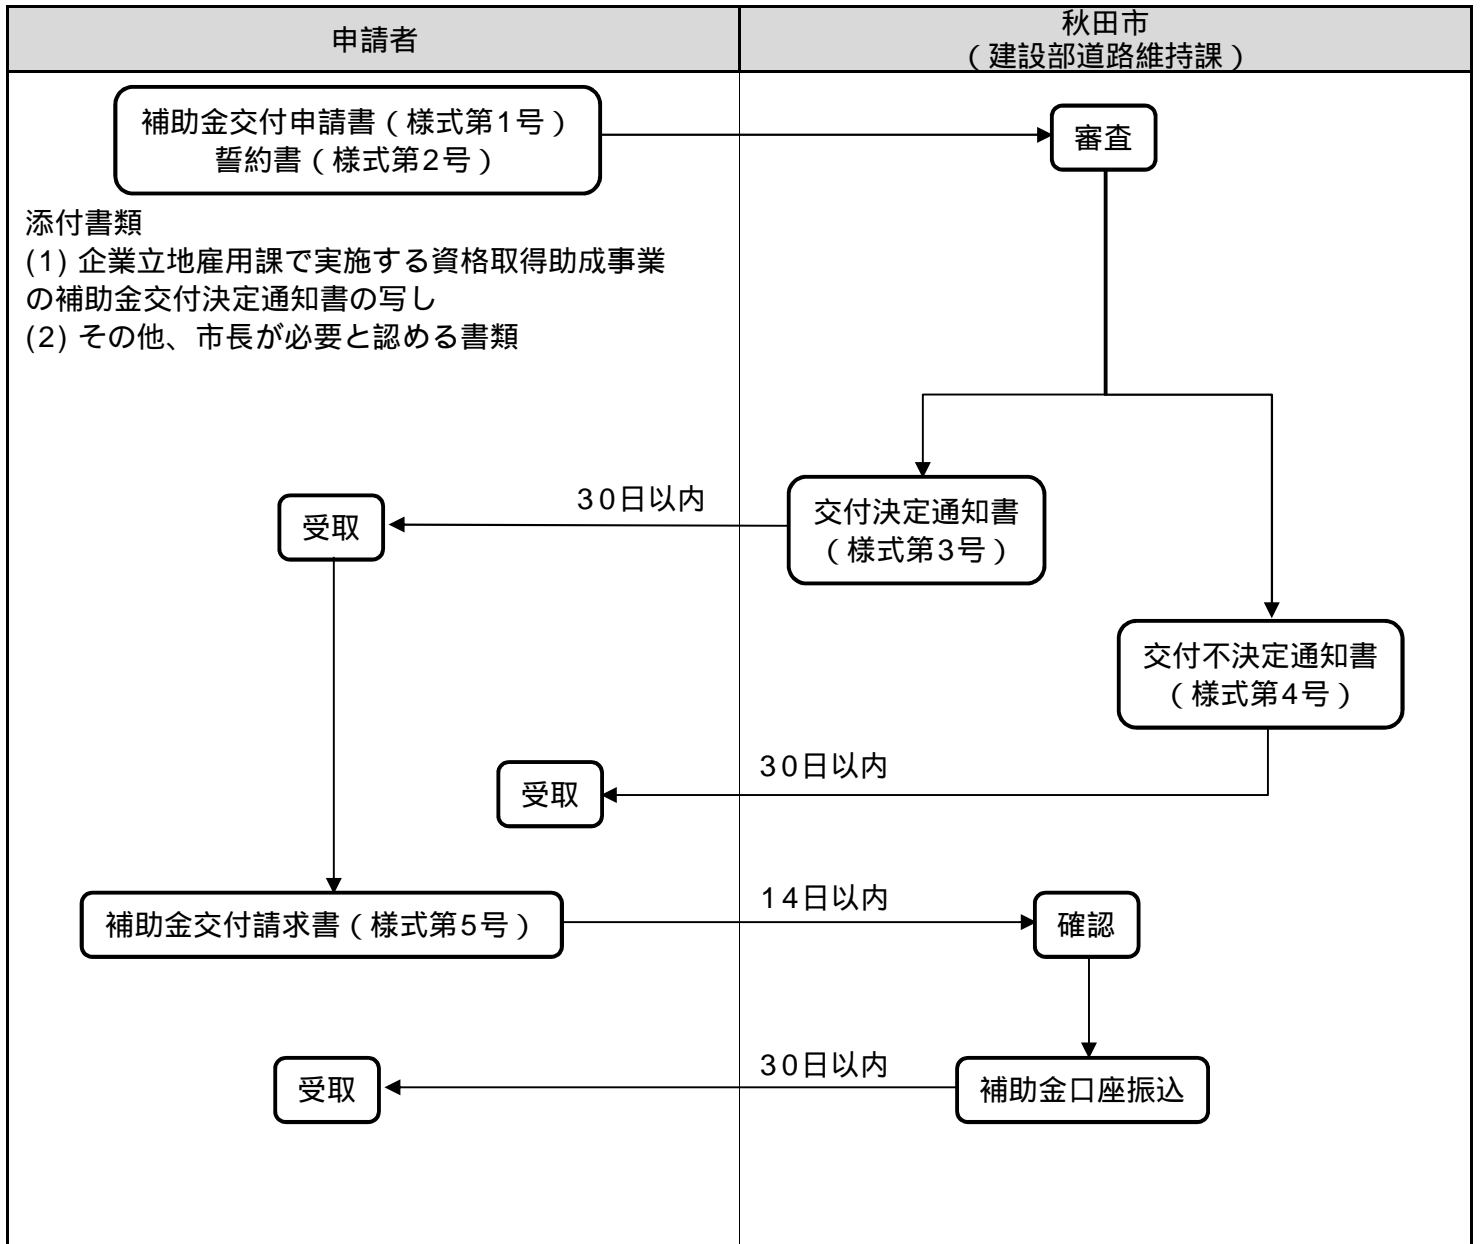 申請者
秋田市
（建設部道路維持課）
補助金交付申請書（様式第1号）
誓約書（様式第2号）
審査
添付書類
(1) 企業立地雇用課で実施する資格取得助成事業
の補助金交付決定通知書の写し
(2) その他、市長が必要と認める書類
30日以内
受取
交付決定通知書
（様式第3号）
交付不決定通知書
（様式第4号）
30日以内
受取
14日以内
補助金交付請求書（様式第5号）
確認
30日以内
受取
補助金口座振込